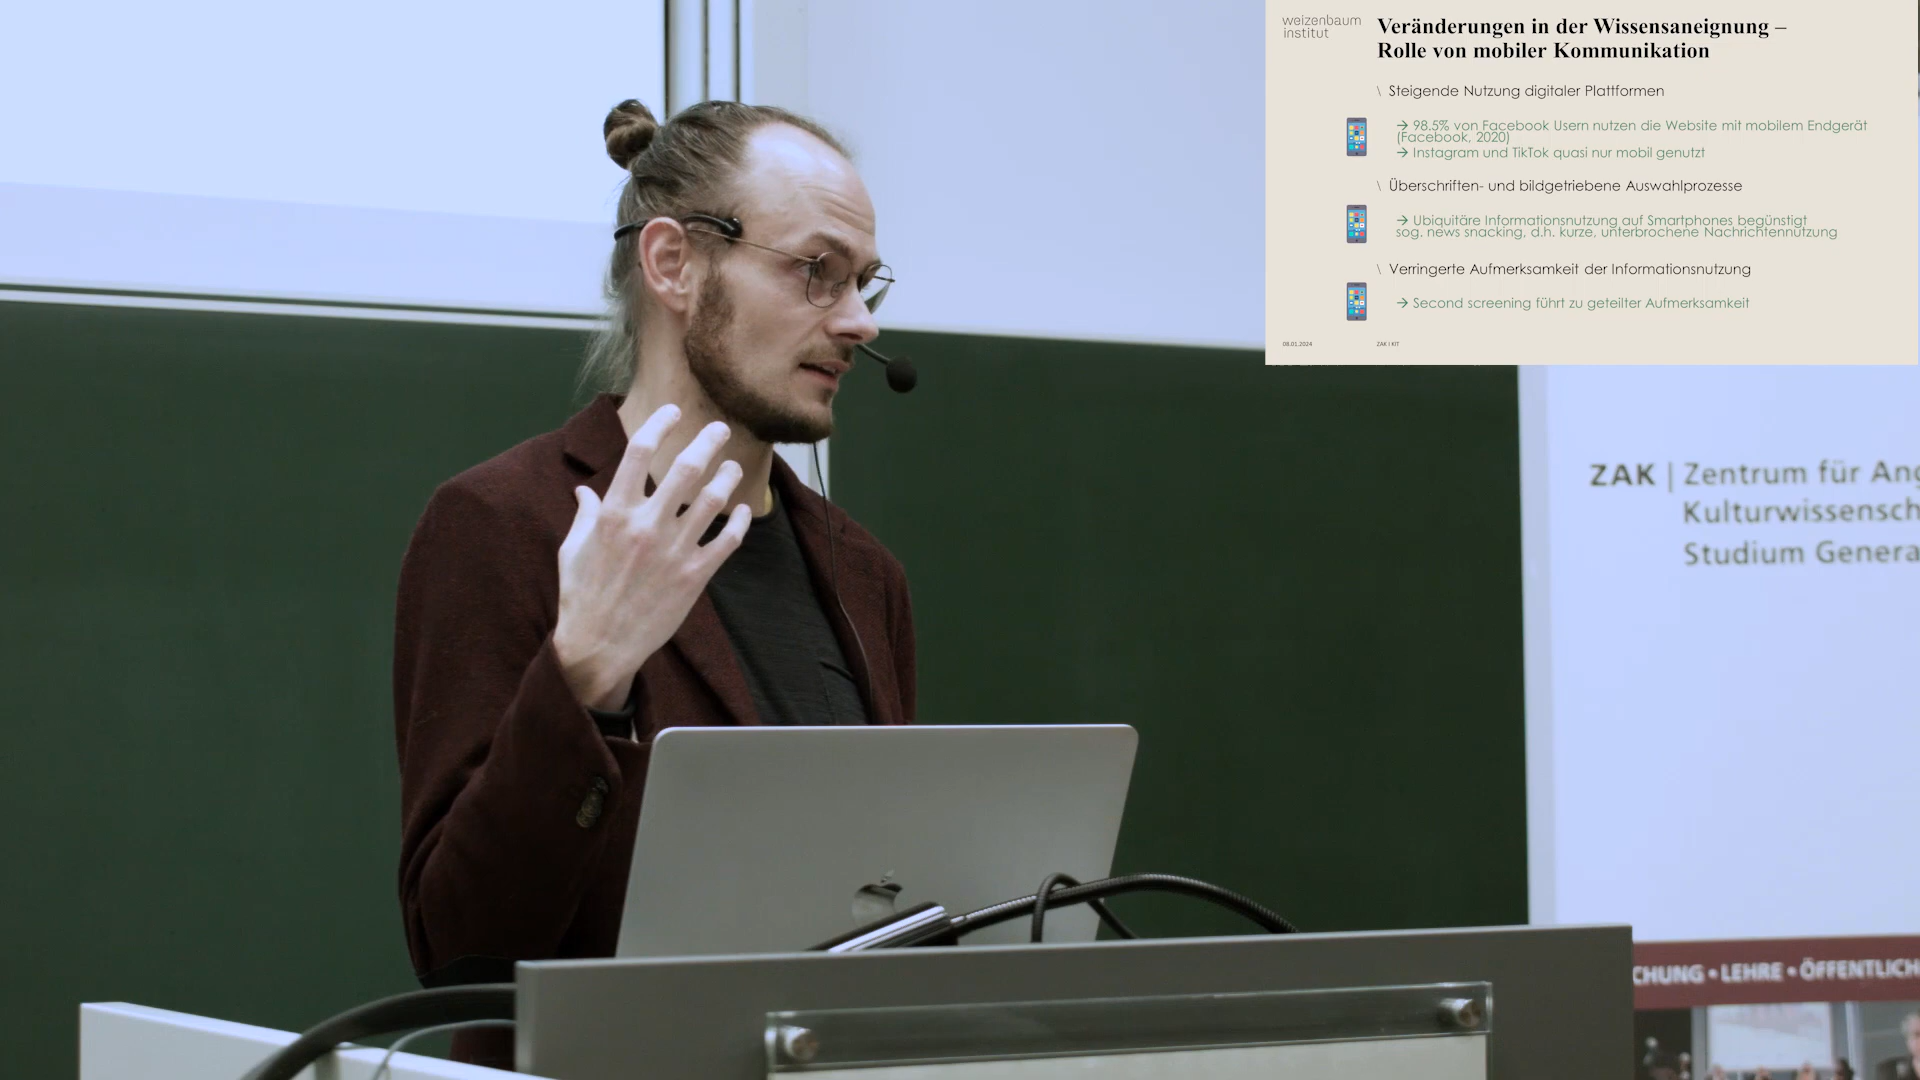 weizenbaum
institut
Veränderungen in der Wissensaneignung –
Rolle von mobiler Kommunikation
\ Steigende Nutzung digitaler Plattformen
→ 98.5% von Facebook Usern nutzen die Website mit mobilem Endgerät
(Facebook, 2020)
→ Instagram und TikTok quasi nur mobil genutzt
\ Überschriften- und bildgetriebene Auswahlprozesse
→ Ubiquitäre Informationsnutzung auf Smartphones begünstigt
sog. news snacking, d.h. kurze, unterbrochene Nachrichtennutzung
\ Verringerte Aufmerksamkeit der Informationsnutzung
→ Second screening führt zu geteilter Aufmerksamkeit
08.01.2024
ZAK | KIT
ZAK | Zentrum für Ang
Kulturwissensch
Studium Genera
CHUNG • LEHRE • ÖFFENTLICH